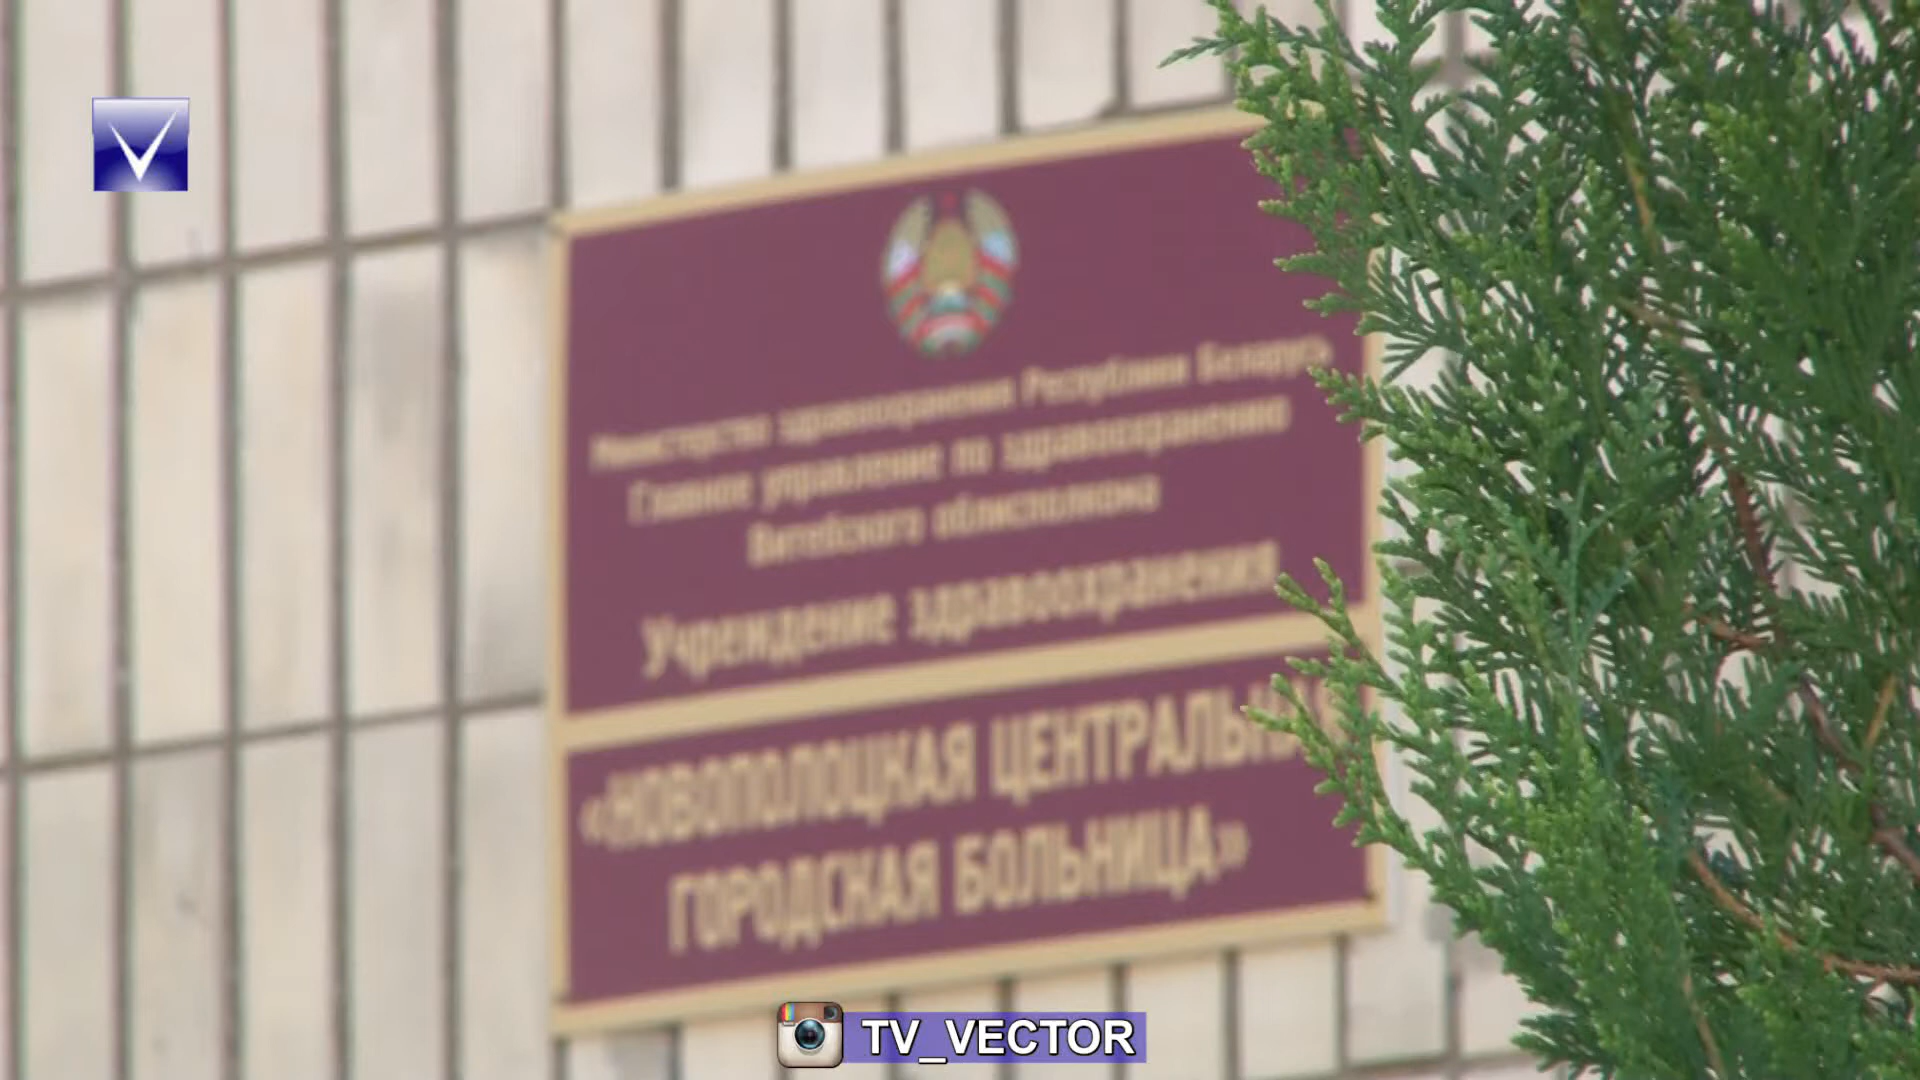 Министерство здравоохранения Республики Беларусь
Главное управление по здравоохранению
Витебского облисполкома
Учреждение здравоохранения
«НОВОПОЛОЦКАЯ ЦЕНТРАЛЬНАЯ
ГОРОДСКАЯ БОЛЬНИЦА»
TV_VECTOR